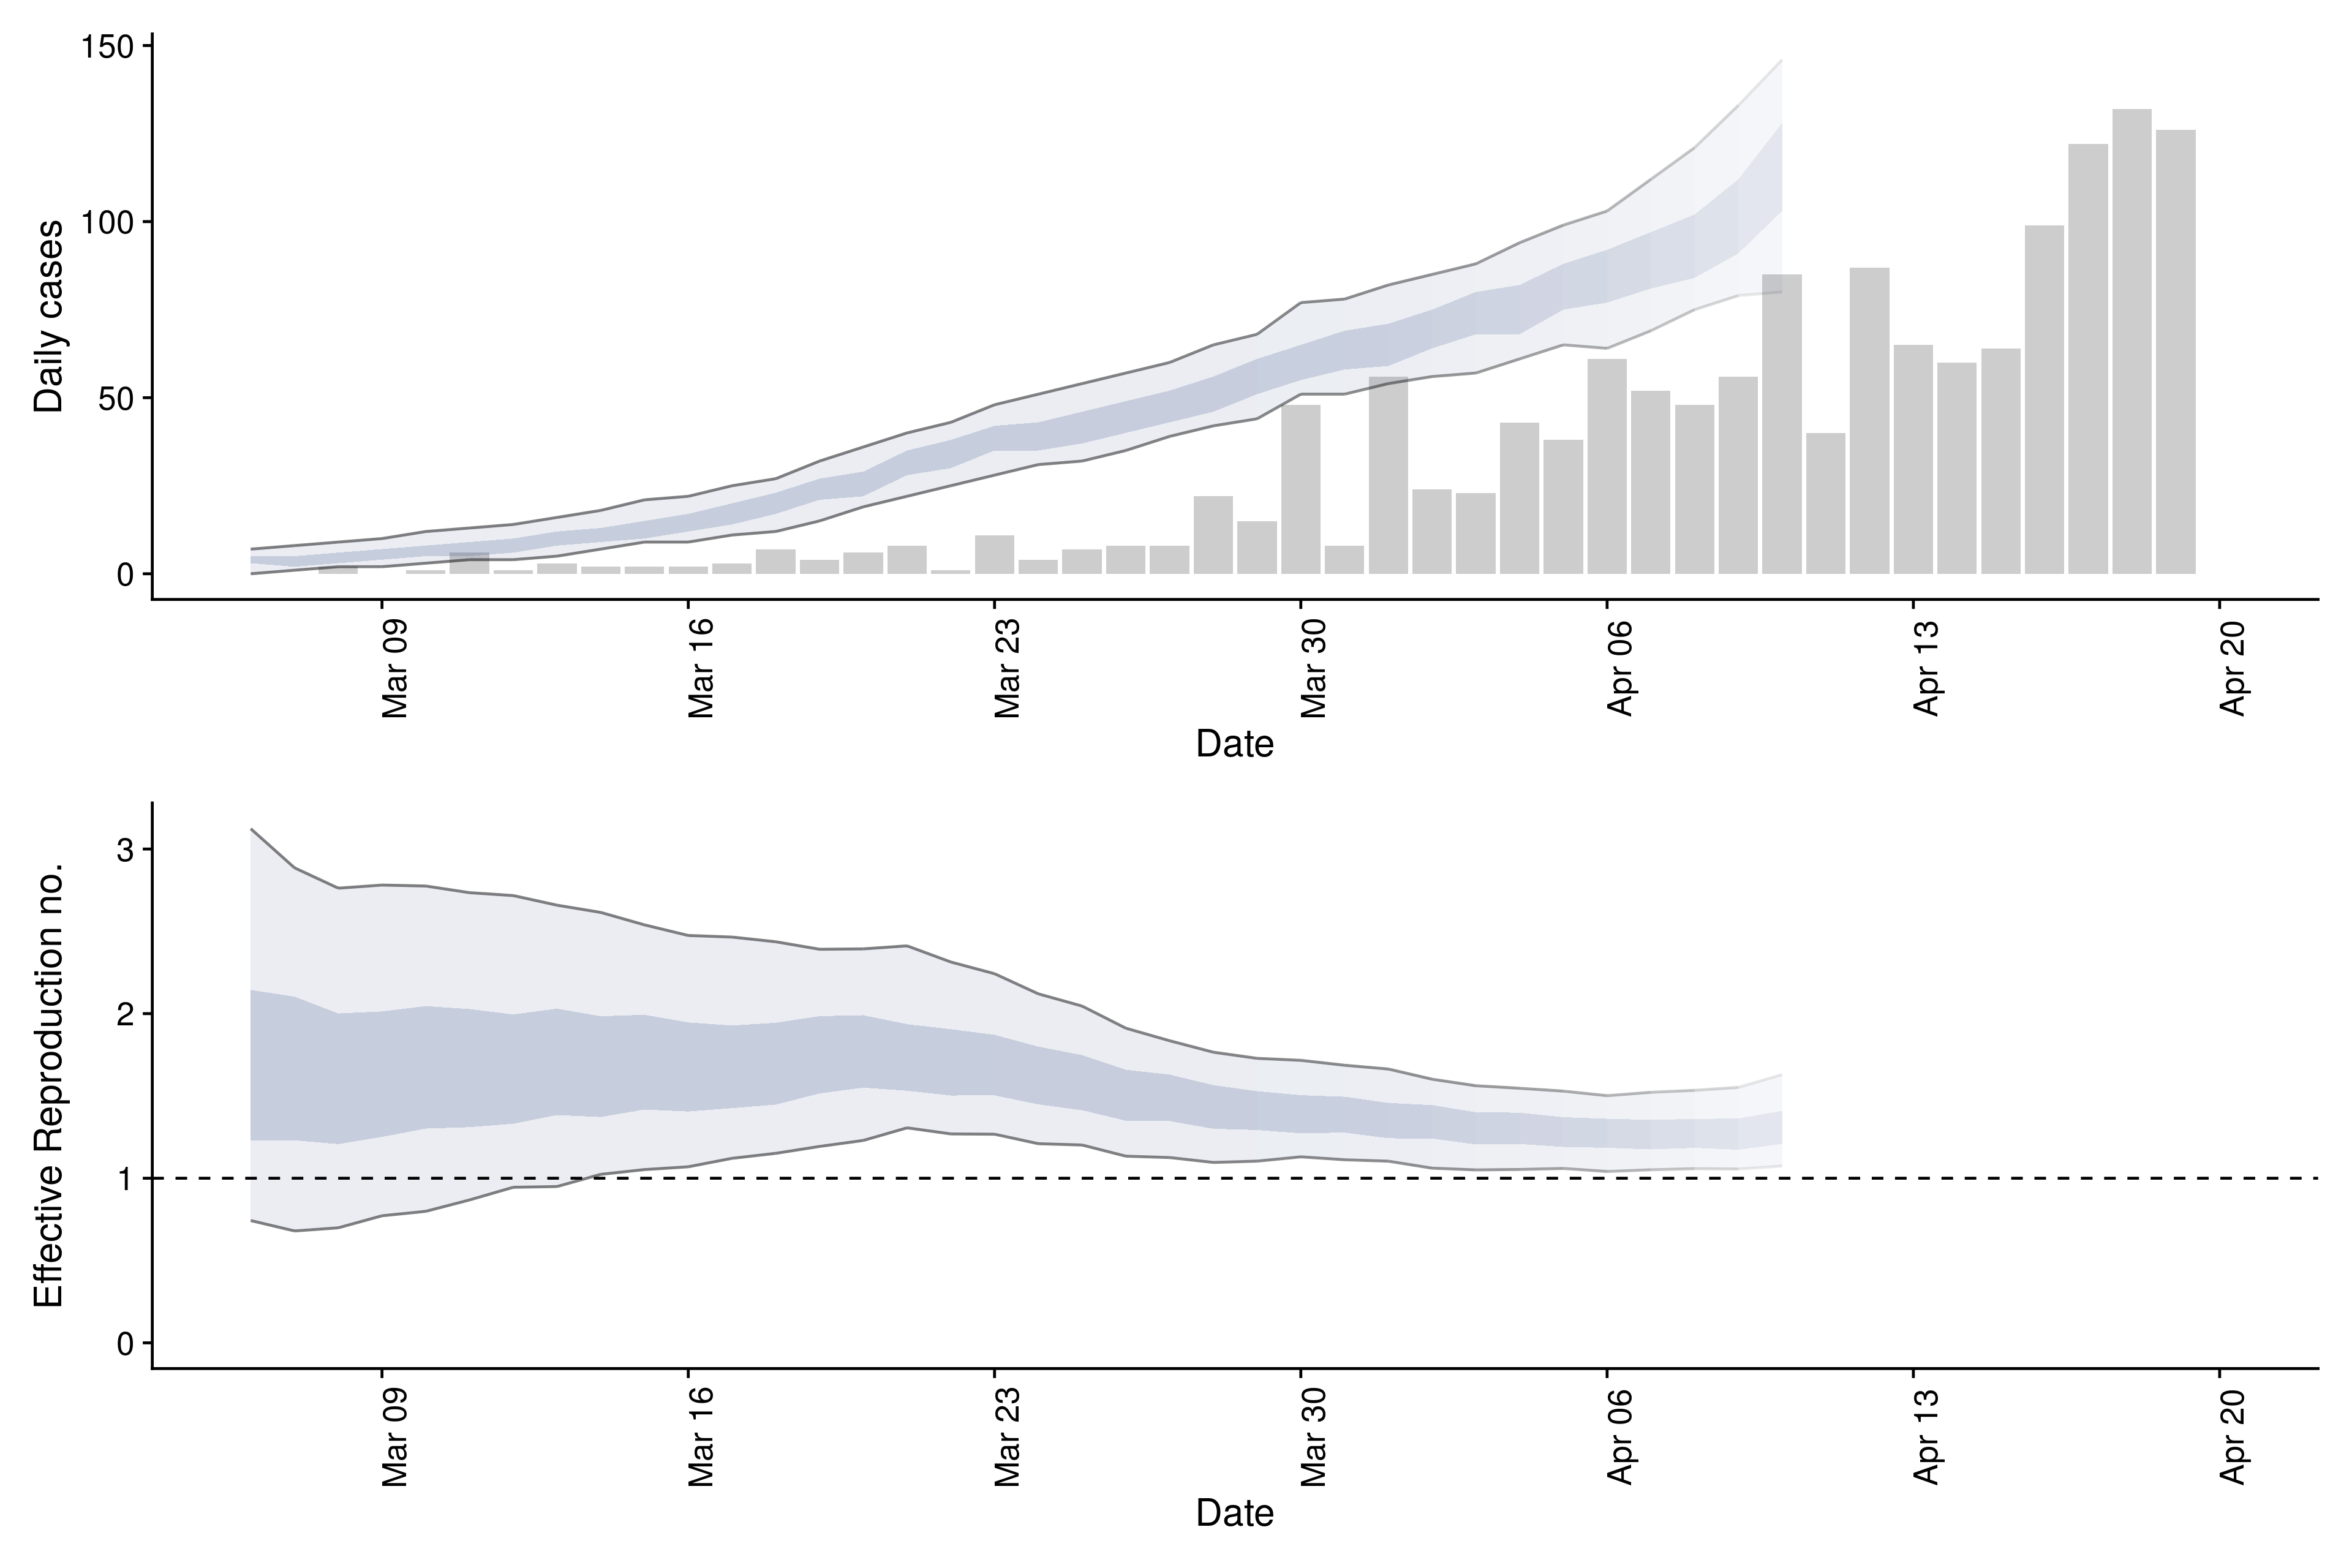 Daily cases
150
100
50
0
Mar 09
Mar 16
Mar 23
Mar 30
Apr 06
Apr 13
Apr 20
Date
Effective Reproduction no.
3
2
1
0
Mar 09
Mar 16
Mar 23
Mar 30
Apr 06
Apr 13
Apr 20
Date